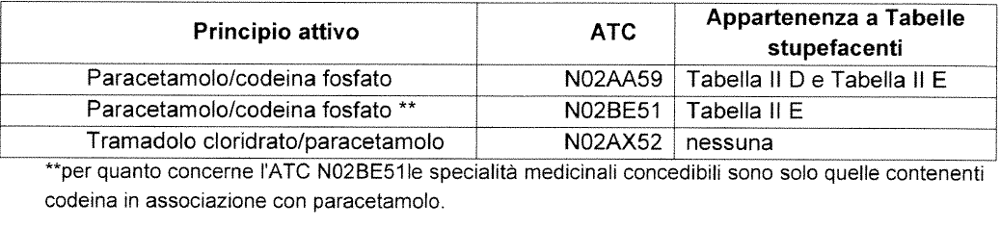 Principio attivo ATC Appartenenza a Tabelle stupefacenti
Paracetamolo/codeina fosfato N02AA59 Tabella II D e Tabella II E
Paracetamolo/codeina fosfato ** N02BE51 Tabella II E
Tramadolo cloridrato/paracetamolo N02AX52 nessuna
**per quanto concerne l'ATC N02BE51le specialità medicinali concedibili sono solo quelle contenenti
codeina in associazione con paracetamolo.